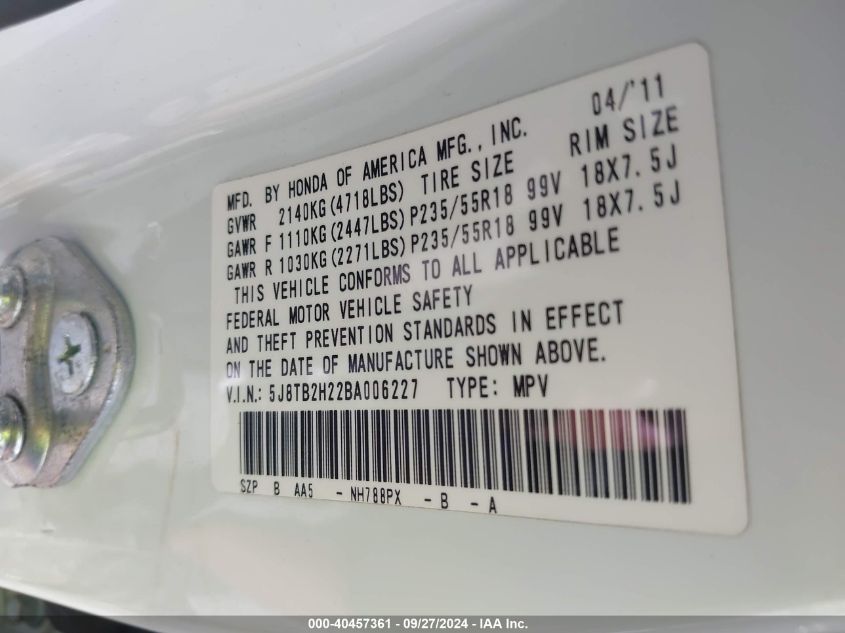 04/'11
MFD. BY HONDA OF AMERICA MFG., INC.
GVWR 2140KG(4718LBS) TIRE SIZE RIM SIZE
GAWR F 1110KG(2447LBS)P235/55R18 99V 18X7.5J
GAWR R 1030KG(2271LBS)P235/55R18 99V 18X7.5J
THIS VEHICLE CONFORMS TO ALL APPLICABLE
FEDERAL MOTOR VEHICLE SAFETY
AND THEFT PREVENTION STANDARDS IN EFFECT
ON THE DATE OF MANUFACTURE SHOWN ABOVE.
V.I.N.: 5J8TB2H22BA006227 TYPE: MPV
SZP B AA5 - NH788PX - B - A
000-40457361 - 09/27/2024 - IAA Inc.